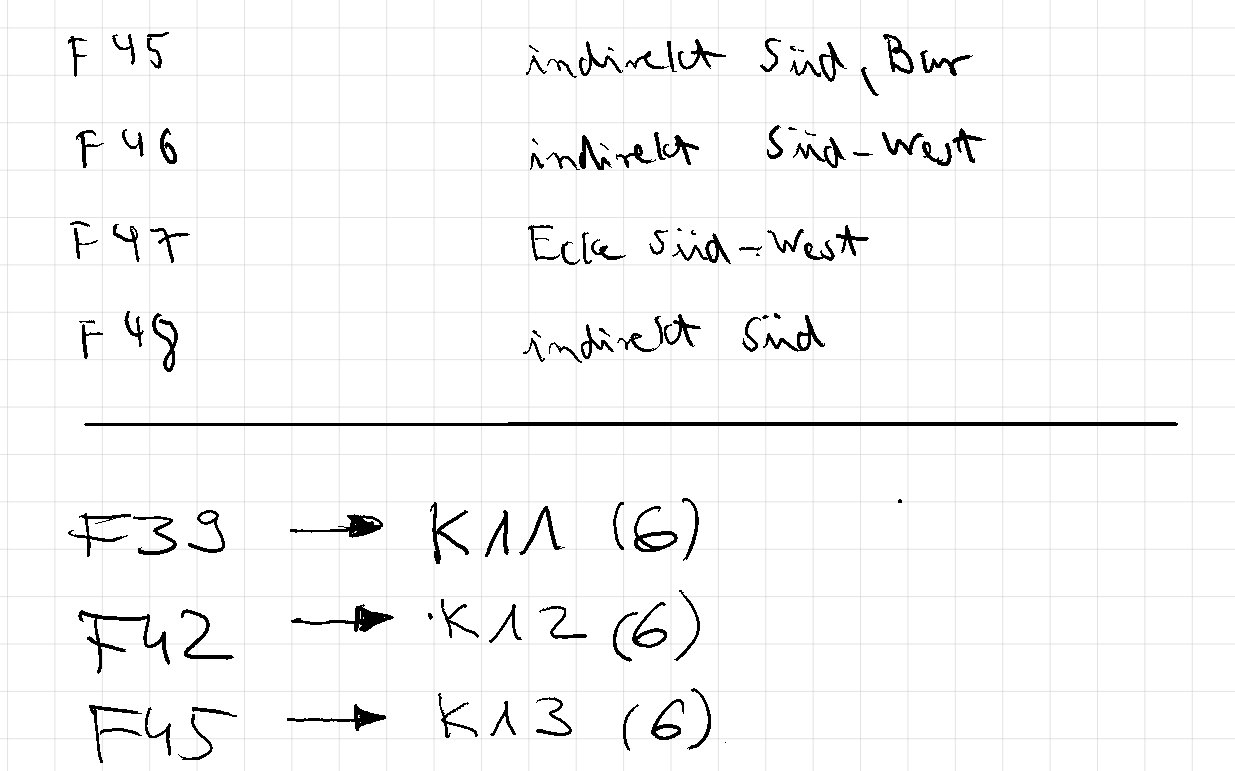 F 45 indirekt Süd, Bar
F 46 indirekt Süd-West
F 47 Ecke Süd-West
F 48 indirekt Süd
F39 → K11 (6)
F42 → K12 (6)
F45 → K13 (6)